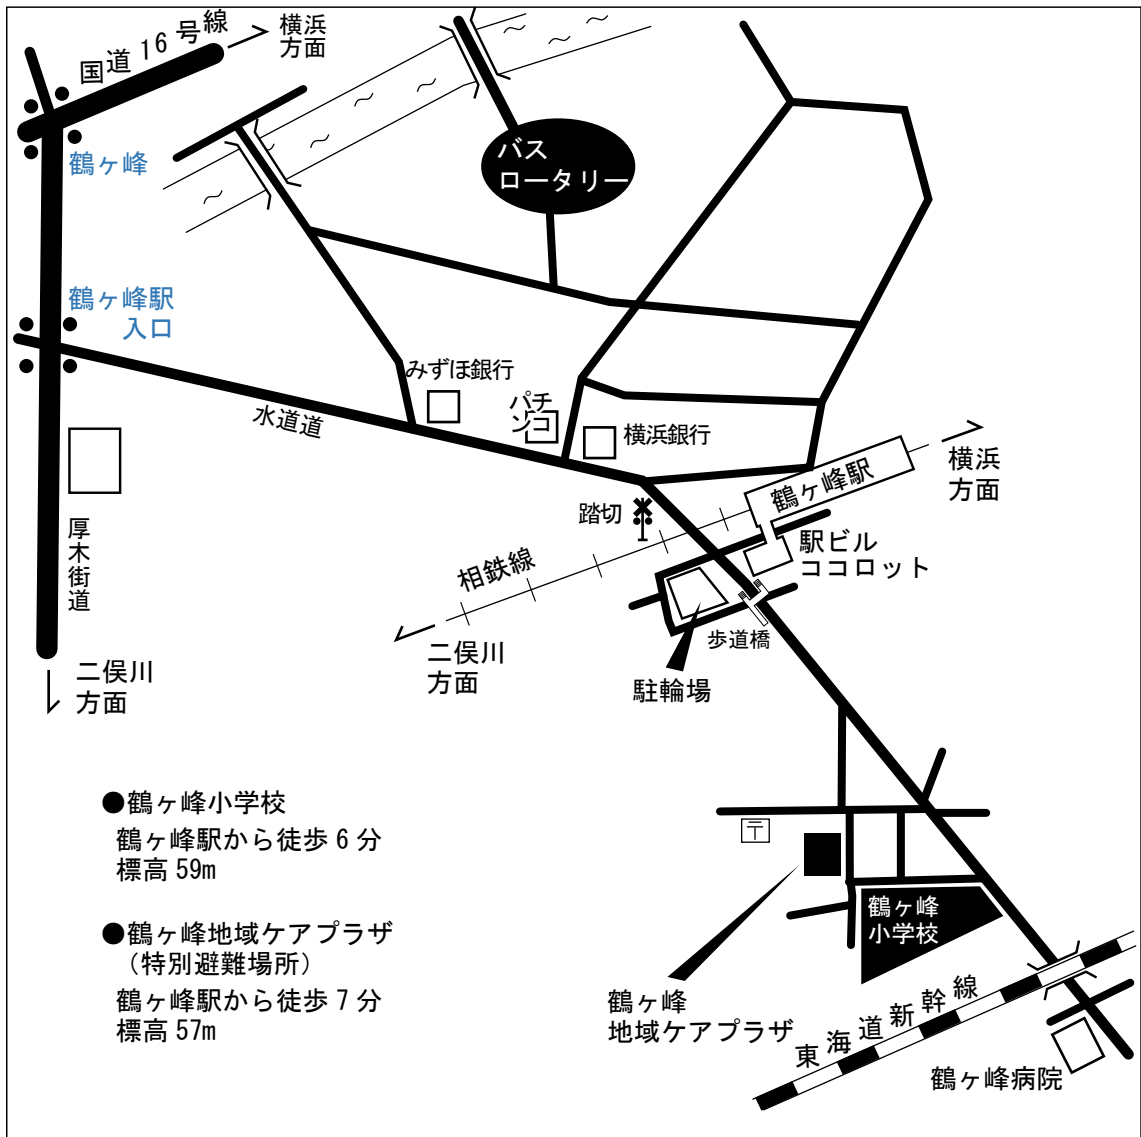 国道16号線
横浜
方面
鶴ヶ峰
バス
ロータリー
鶴ヶ峰駅
入口
みずほ銀行
パチ
ンコ
横浜銀行
水道道
鶴ヶ峰駅
横浜
方面
踏切
駅ビル
ココロット
相鉄線
厚木街道
歩道橋
二俣川
方面
二俣川
方面
駐輪場
●鶴ヶ峰小学校
鶴ヶ峰駅から徒歩6分
標高59m
〒
●鶴ヶ峰地域ケアプラザ
（特別避難場所）
鶴ヶ峰駅から徒歩7分
標高57m
鶴ヶ峰
小学校
鶴ヶ峰
地域ケアプラザ
東海道新幹線
鶴ヶ峰病院